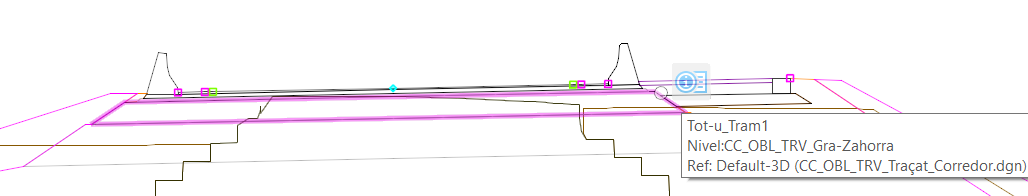 Tot-u_Tram1
Nivel:CC_OBL_TRV_Gra-Zahorra
Ref: Default-3D (CC_OBL_TRV_Traçat_Corredor.dgn)